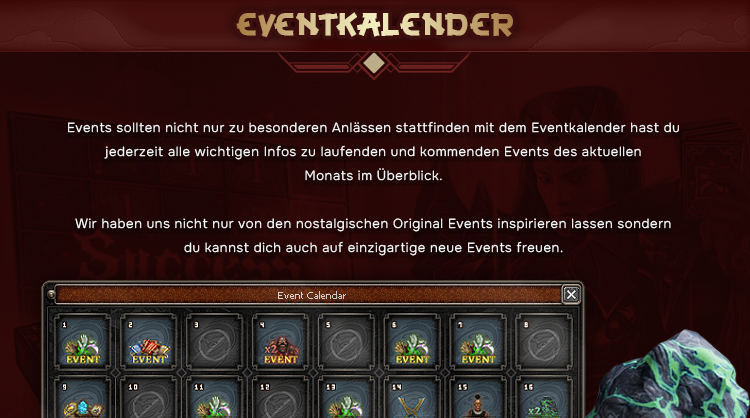 EVENTKALENDER
Events sollten nicht nur zu besonderen Anlässen stattfinden mit dem Eventkalender hast du
jederzeit alle wichtigen Infos zu laufenden und kommenden Events des aktuellen
Monats im Überblick.
Wir haben uns nicht nur von den nostalgischen Original Events inspirieren lassen sondern
du kannst dich auch auf einzigartige neue Events freuen.
Success
Event Calendar
1 2 3 4 5 6 7 8
x2
EVENT EVENT EVENT EVENT EVENT
9 10 11 12 13 14 15 16
x2